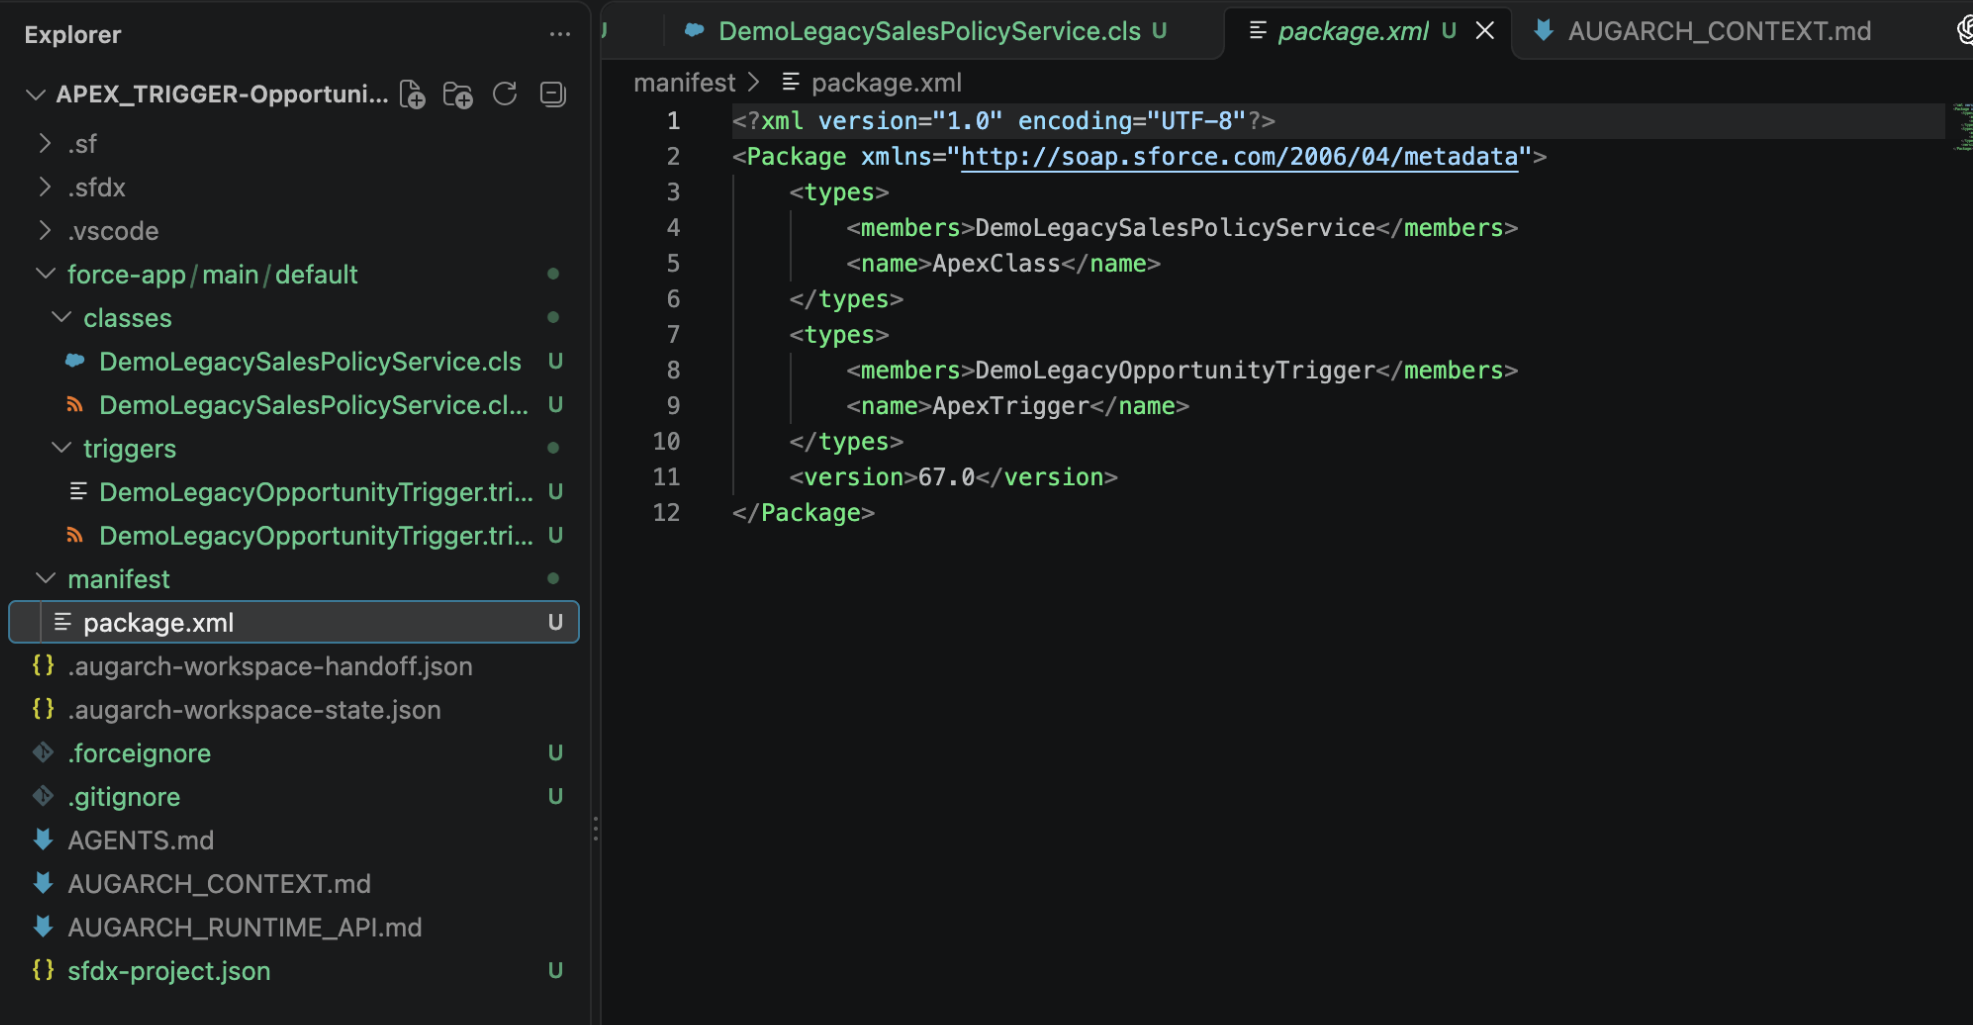 Explorer
APEX_TRIGGER-Opportuni...
.sf
.sfdx
.vscode
force-app/main/default
classes
DemoLegacySalesPolicyService.cls U
DemoLegacySalesPolicyService.cl... U
triggers
DemoLegacyOpportunityTrigger.tri... U
DemoLegacyOpportunityTrigger.tri... U
manifest
package.xml U
{} .augarch-workspace-handoff.json
{} .augarch-workspace-state.json
.forceignore U
.gitignore U
AGENTS.md
AUGARCH_CONTEXT.md
AUGARCH_RUNTIME_API.md
{} sfdx-project.json U
DemoLegacySalesPolicyService.cls U
package.xml U
AUGARCH_CONTEXT.md
manifest > package.xml
1 <?xml version="1.0" encoding="UTF-8"?>
2 <Package xmlns="http://soap.sforce.com/2006/04/metadata">
3 <types>
4 <members>DemoLegacySalesPolicyService</members>
5 <name>ApexClass</name>
6 </types>
7 <types>
8 <members>DemoLegacyOpportunityTrigger</members>
9 <name>ApexTrigger</name>
10 </types>
11 <version>67.0</version>
12 </Package>